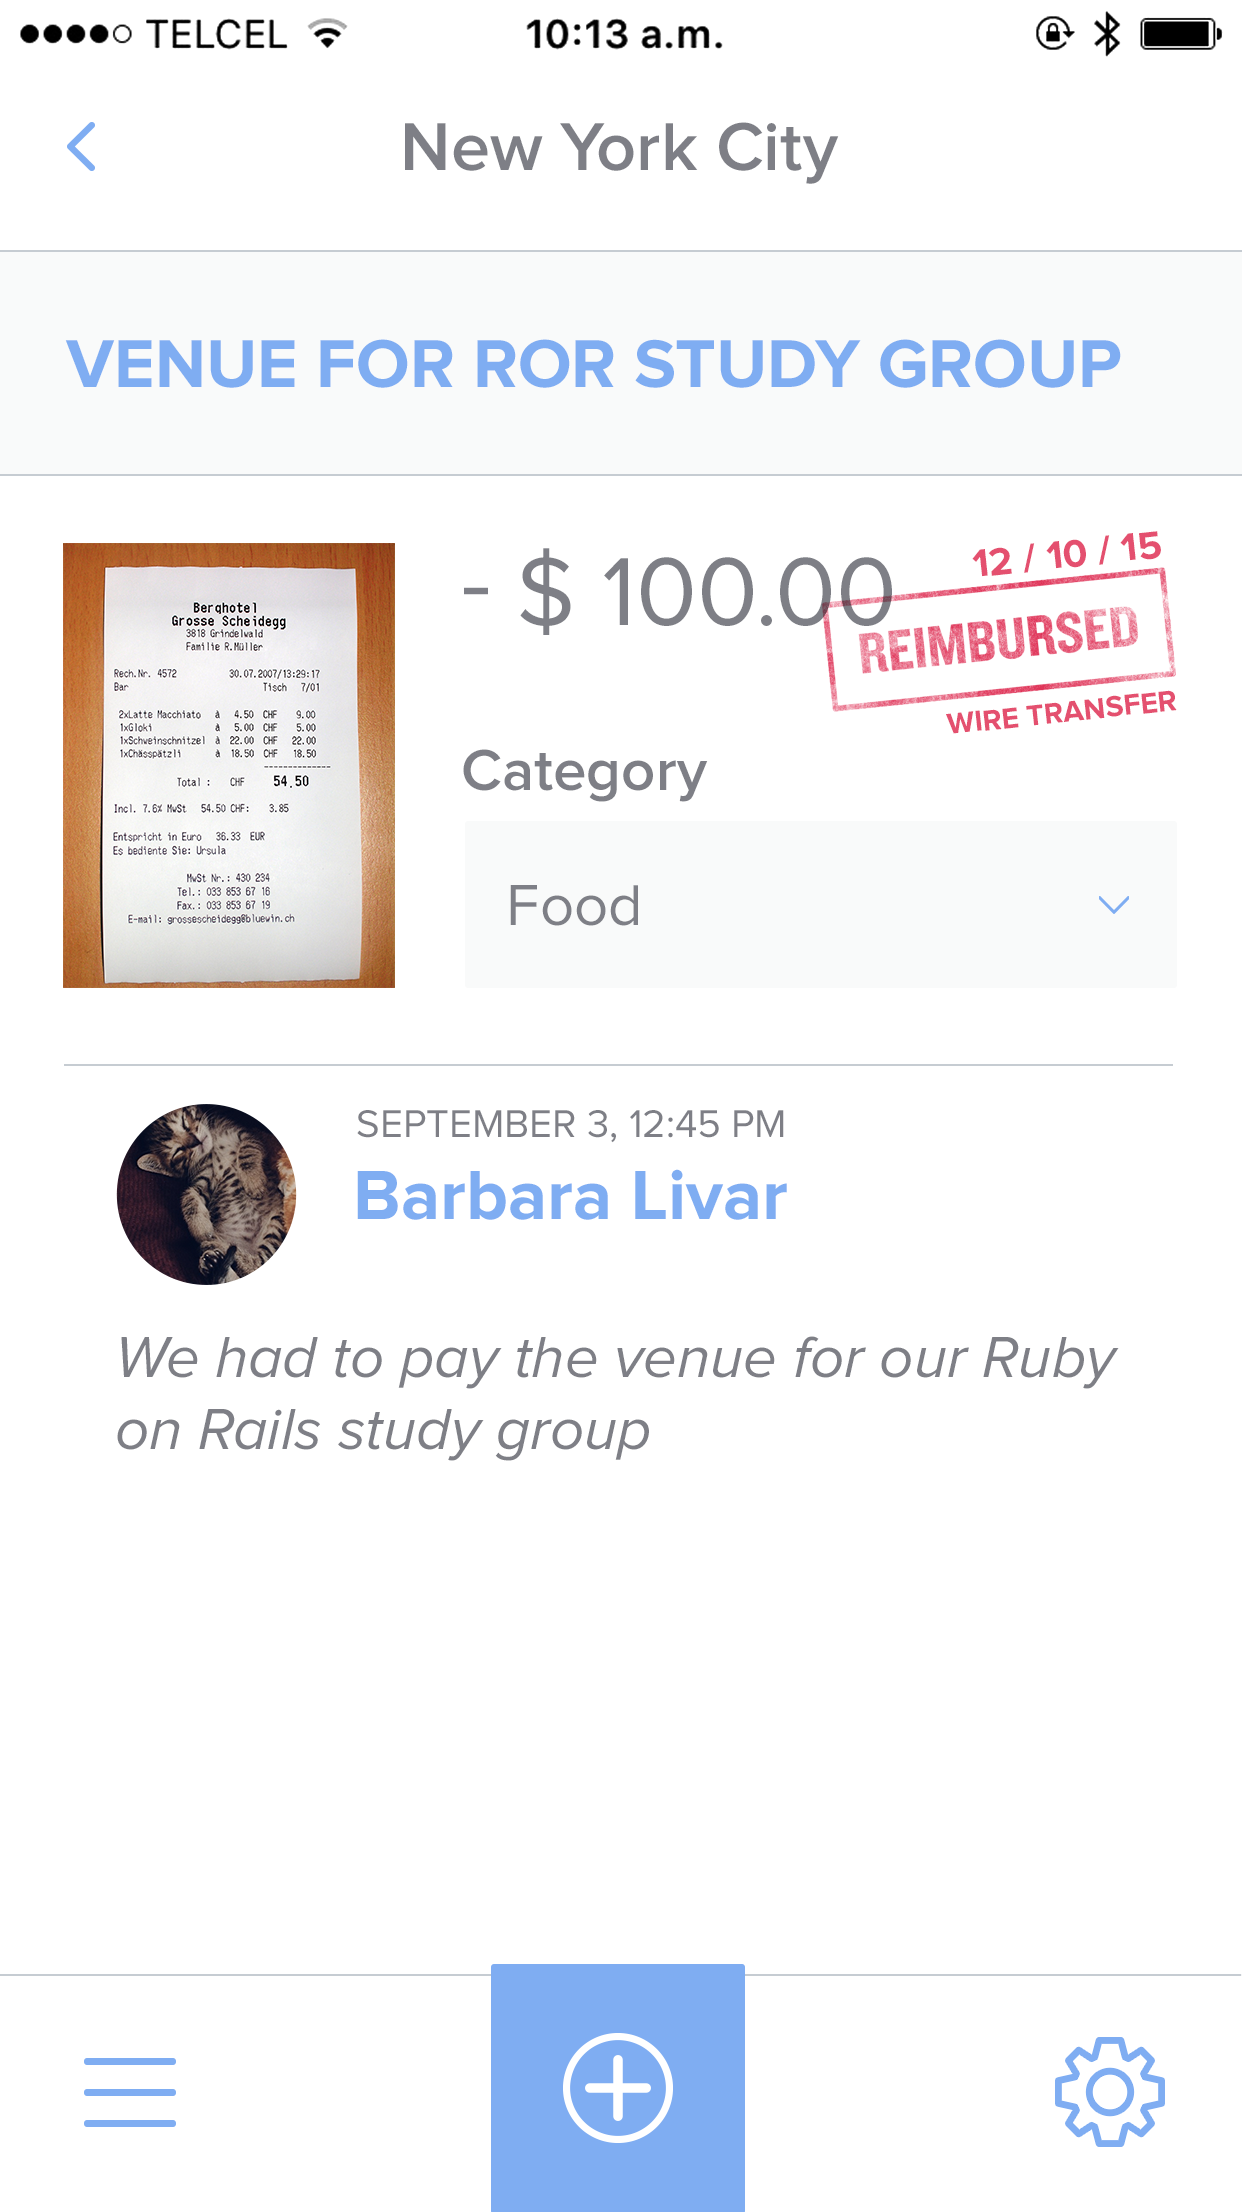 TELCEL 10:13 a.m.
New York City
VENUE FOR ROR STUDY GROUP
- $ 100.00
12 / 10 / 15
REIMBURSED
WIRE TRANSFER
Berghotel
Grosse Scheidegg
3818 Grindelwald
Familie R.Müller
Rech.Nr. 4572 30.07.2007/13:29:17
Bar Tisch 7/01
2xLatte Macchiato à 4.50 CHF 9.00
1xGloki à 5.00 CHF 5.00
1xSchweinschnitzel à 22.00 CHF 22.00
1xChässpätzli à 18.50 CHF 18.50
Total : CHF 54.50
Incl. 7.6% MwSt 54.50 CHF: 3.85
Entspricht in Euro 36.33 EUR
Es bediente Sie: Ursula
MwSt Nr.: 430 234
Tel.: 033 853 67 16
Fax.: 033 853 67 19
E-mail: grossescheidegg@bluewin.ch
Category
Food
SEPTEMBER 3, 12:45 PM
Barbara Livar
We had to pay the venue for our Ruby
on Rails study group